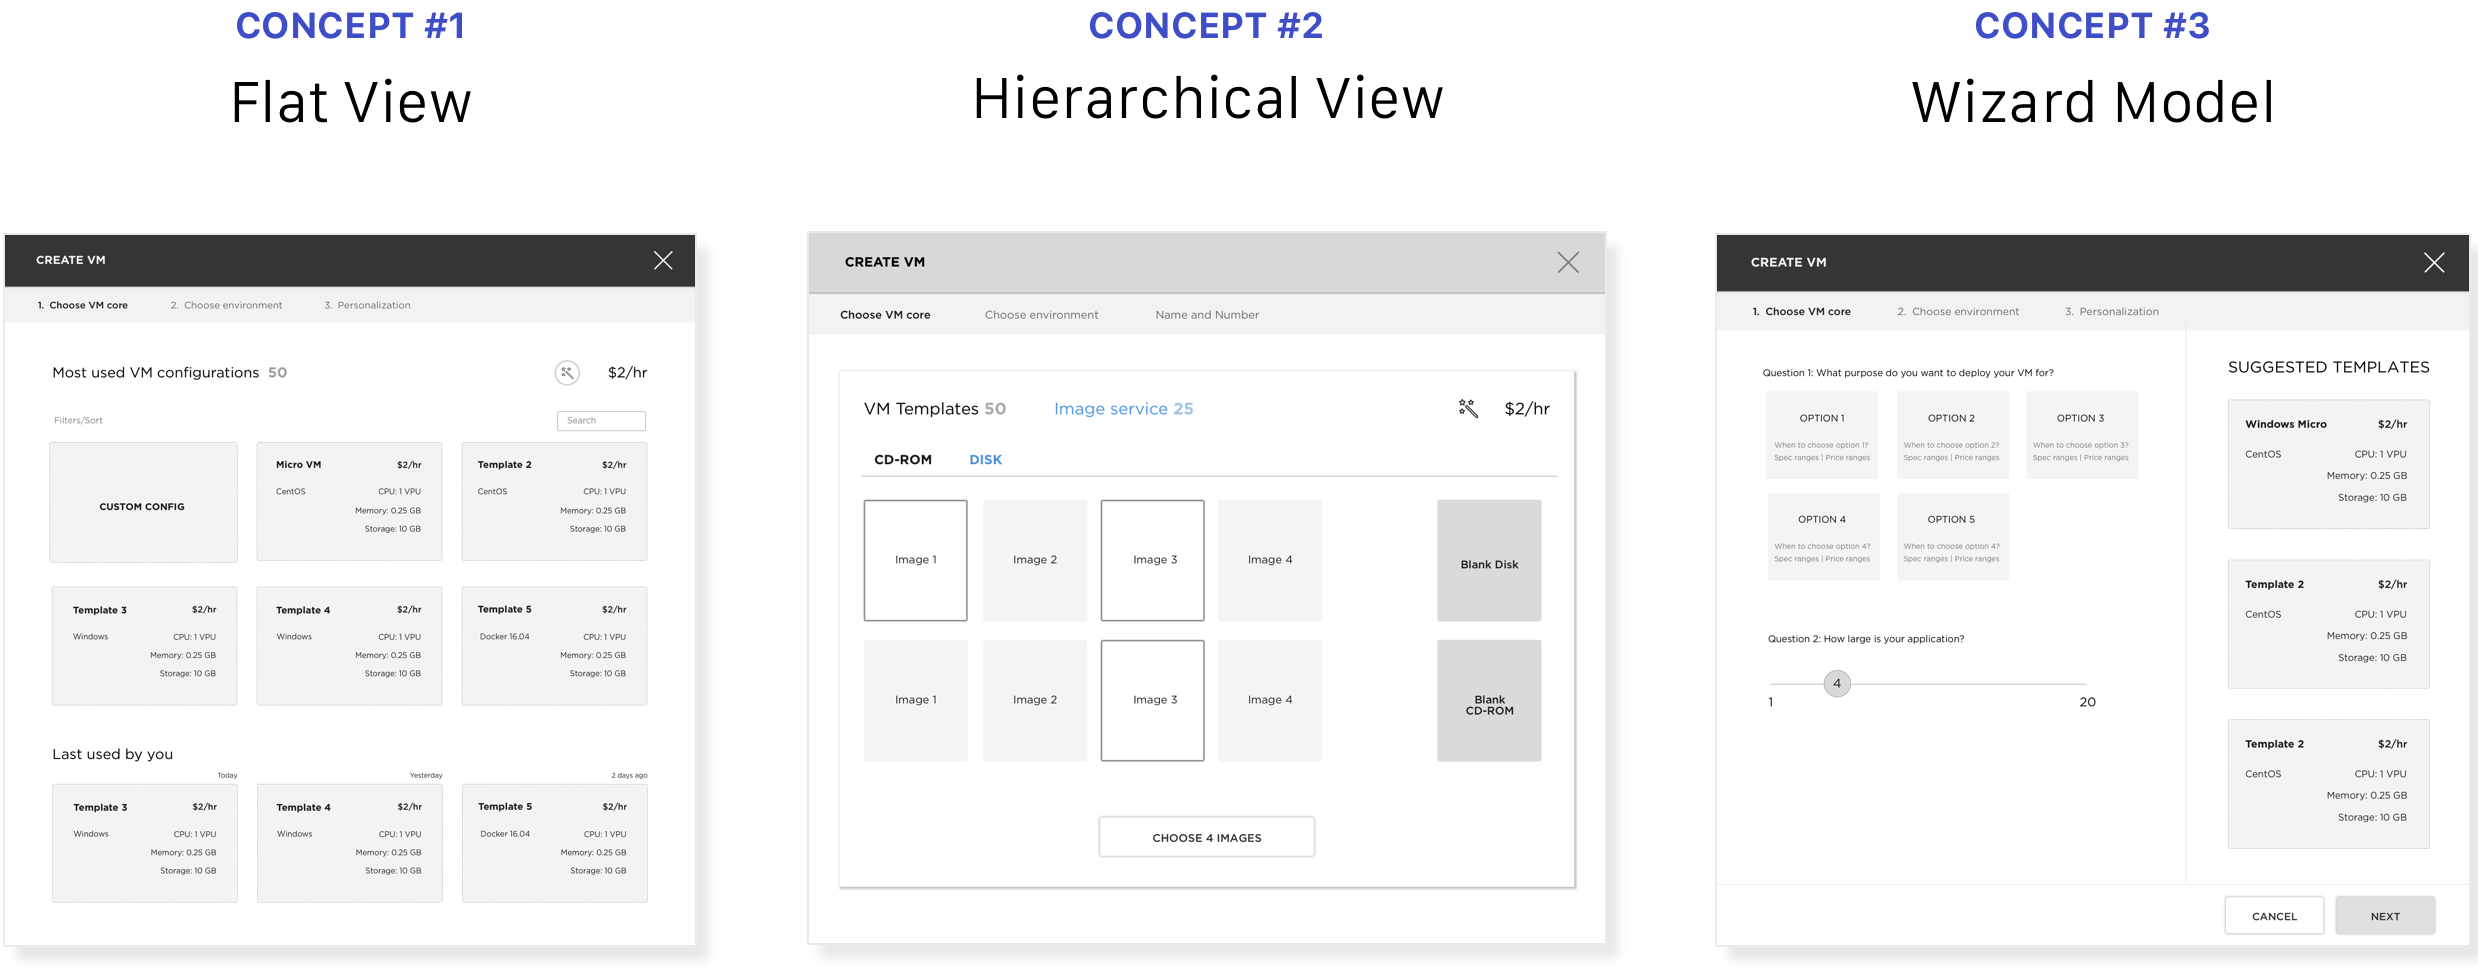 CONCEPT #1
Flat View
CREATE VM
1. Choose VM core 2. Choose environment 3. Personalization
Most used VM configurations 50 $2/hr
Filters/Sort Search
CUSTOM CONFIG
Micro VM $2/hr
CentOS CPU: 1 VPU
Memory: 0.25 GB
Storage: 10 GB
Template 2 $2/hr
CentOS CPU: 1 VPU
Memory: 0.25 GB
Storage: 10 GB
Template 3 $2/hr
Windows CPU: 1 VPU
Memory: 0.25 GB
Storage: 10 GB
Template 4 $2/hr
Windows CPU: 1 VPU
Memory: 0.25 GB
Storage: 10 GB
Template 5 $2/hr
Docker 16.04 CPU: 1 VPU
Memory: 0.25 GB
Storage: 10 GB
Last used by you
Today
Template 3 $2/hr
Windows CPU: 1 VPU
Memory: 0.25 GB
Storage: 10 GB
Yesterday
Template 4 $2/hr
Windows CPU: 1 VPU
Memory: 0.25 GB
Storage: 10 GB
2 days ago
Template 5 $2/hr
Docker 16.04 CPU: 1 VPU
Memory: 0.25 GB
Storage: 10 GB
CONCEPT #2
Hierarchical View
CREATE VM
Choose VM core Choose environment Name and Number
VM Templates 50 Image service 25 $2/hr
CD-ROM DISK
Image 1 Image 2 Image 3 Image 4 Blank Disk
Image 1 Image 2 Image 3 Image 4 Blank
CD-ROM
CHOOSE 4 IMAGES
CONCEPT #3
Wizard Model
CREATE VM
1. Choose VM core 2. Choose environment 3. Personalization
Question 1: What purpose do you want to deploy your VM for?
OPTION 1
When to choose option 1?
Spec ranges | Price ranges
OPTION 2
When to choose option 2?
Spec ranges | Price ranges
OPTION 3
When to choose option 3?
Spec ranges | Price ranges
OPTION 4
When to choose option 4?
Spec ranges | Price ranges
OPTION 5
When to choose option 4?
Spec ranges | Price ranges
Question 2: How large is your application?
4
1 20
SUGGESTED TEMPLATES
Windows Micro $2/hr
CentOS CPU: 1 VPU
Memory: 0.25 GB
Storage: 10 GB
Template 2 $2/hr
CentOS CPU: 1 VPU
Memory: 0.25 GB
Storage: 10 GB
Template 2 $2/hr
CentOS CPU: 1 VPU
Memory: 0.25 GB
Storage: 10 GB
CANCEL NEXT